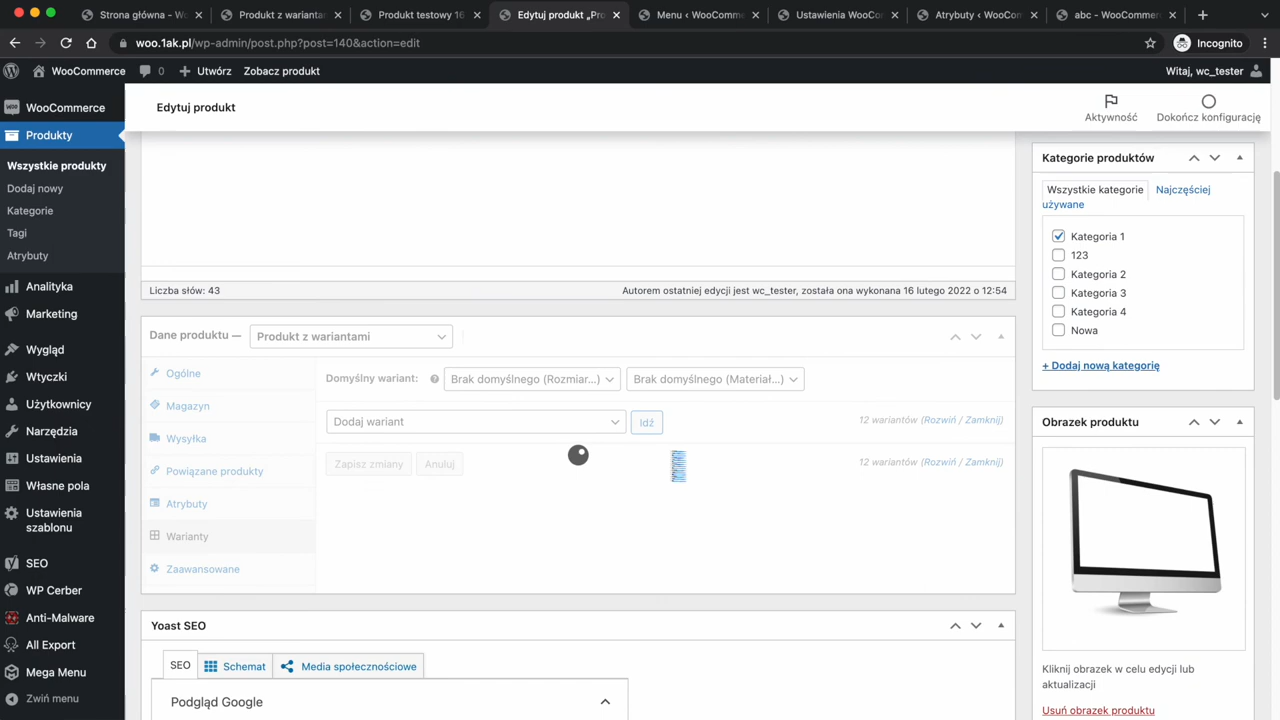 Strona główna - Wo
Produkt z warianta
Produkt testowy 16
Edytuj produkt „Pro
Menu < WooComme
Ustawienia WooCon
Atrybuty < WooCom
abc - WooCommerc
woo.1ak.pl/wp-admin/post.php?post=140&action=edit
Incognito
WooCommerce
0
Utwórz
Zobacz produkt
Witaj, wc_tester
WooCommerce
Produkty
Wszystkie produkty
Dodaj nowy
Kategorie
Tagi
Atrybuty
Analityka
Marketing
Wygląd
Wtyczki
Użytkownicy
Narzędzia
Ustawienia
Własne pola
Ustawienia
szablonu
SEO
WP Cerber
Anti-Malware
All Export
Mega Menu
Zwiń menu
Edytuj produkt
Aktywność
Dokończ konfigurację
Liczba słów: 43
Autorem ostatniej edycji jest wc_tester, została ona wykonana 16 lutego 2022 o 12:54
Dane produktu —
Produkt z wariantami
Ogólne
Magazyn
Wysyłka
Powiązane produkty
Atrybuty
Warianty
Zaawansowane
Domyślny wariant:
Brak domyślnego (Rozmiar...)
Brak domyślnego (Materiał...)
Dodaj wariant
Idź
12 wariantów (Rozwiń / Zamknij)
Zapisz zmiany
Anuluj
12 wariantów (Rozwiń / Zamknij)
Yoast SEO
SEO
Schemat
Media społecznościowe
Podgląd Google
Kategorie produktów
Wszystkie kategorie
Najczęściej
używane
Kategoria 1
123
Kategoria 2
Kategoria 3
Kategoria 4
Nowa
+ Dodaj nową kategorię
Obrazek produktu
Kliknij obrazek w celu edycji lub
aktualizacji
Usuń obrazek produktu